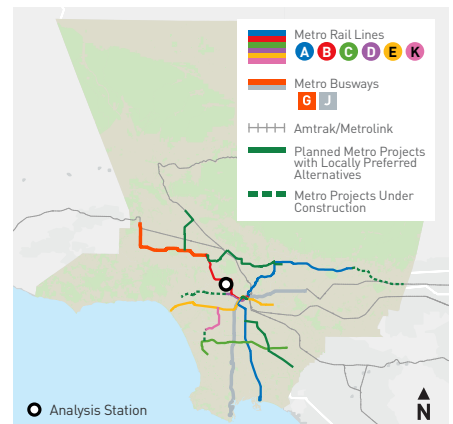 Metro Rail Lines
A B C D E K
Metro Busways
G J
Amtrak/Metrolink
Planned Metro Projects
with Locally Preferred
Alternatives
Metro Projects Under
Construction
Analysis Station
N